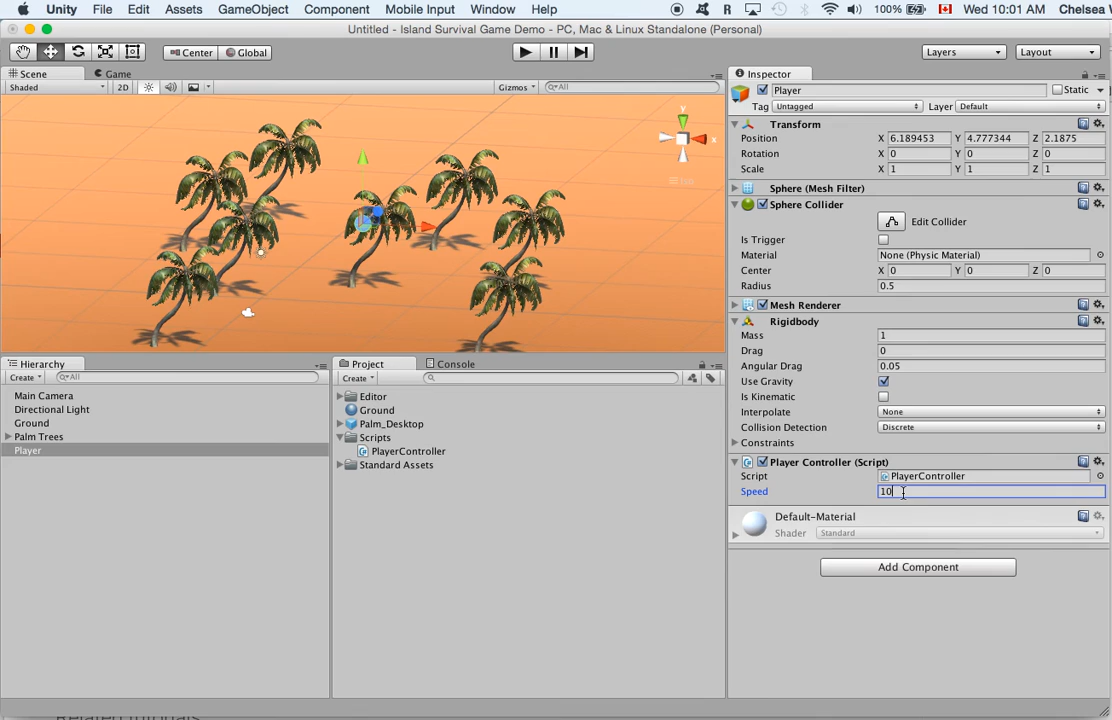 Unity File Edit Assets GameObject Component Mobile Input Window Help 100% Wed 10:01 AM Chelsea
Untitled - Island Survival Game Demo - PC, Mac & Linux Standalone (Personal)
Center Global Layers Layout
Scene Game
Shaded 2D Gizmos All
y
x
Iso
Hierarchy
Create All
Main Camera
Directional Light
Ground
Palm Trees
Player
Project Console
Create
Editor
Ground
Palm_Desktop
Scripts
PlayerController
Standard Assets
Inspector
Player Static
Tag Untagged Layer Default
Transform
Position X 6.189453 Y 4.777344 Z 2.1875
Rotation X 0 Y 0 Z 0
Scale X 1 Y 1 Z 1
Sphere (Mesh Filter)
Sphere Collider
Edit Collider
Is Trigger
Material None (Physic Material)
Center X 0 Y 0 Z 0
Radius 0.5
Mesh Renderer
Rigidbody
Mass 1
Drag 0
Angular Drag 0.05
Use Gravity
Is Kinematic
Interpolate None
Collision Detection Discrete
Constraints
Player Controller (Script)
Script PlayerController
Speed 10
Default-Material
Shader Standard
Add Component